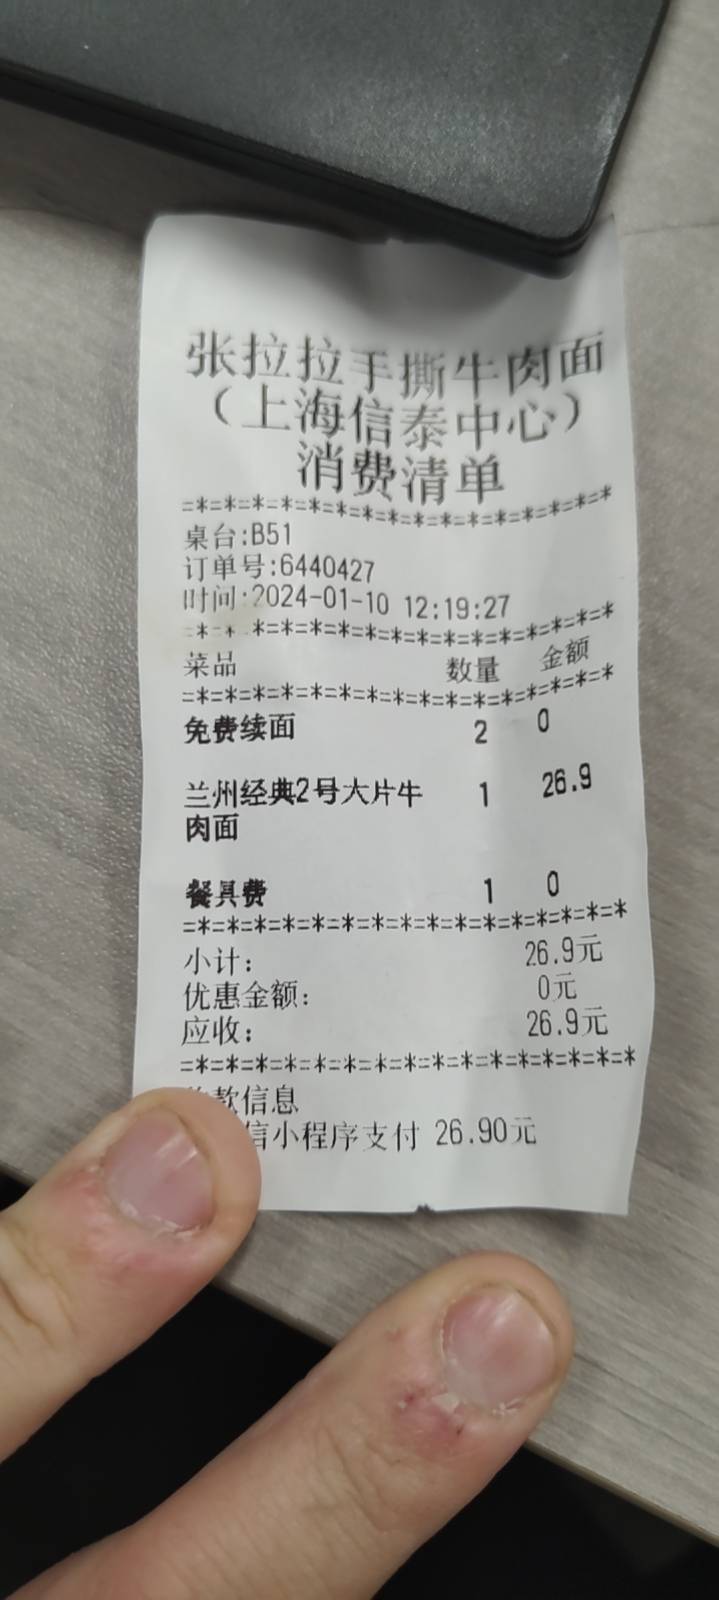 张拉拉手撕牛肉面
（上海信泰中心）
消费清单
=*=*=*=*=*=*=*=*=*=*=*=*=*=*=*
桌台:B51
订单号:6440427
时间:2024-01-10 12:19:27
=*=*=*=*=*=*=*=*=*=*=*=*=*=*=*
菜品 数量 金额
=*=*=*=*=*=*=*=*=*=*=*=*=*=*=*
免费续面 2 0
兰州经典2号大片牛 1 26.9
肉面
餐具费 1 0
=*=*=*=*=*=*=*=*=*=*=*=*=*=*=*
小计: 26.9元
优惠金额: 0元
应收: 26.9元
=*=*=*=*=*=*=*=*=*=*=*=*=*=*=*
款信息
信小程序支付 26.90元